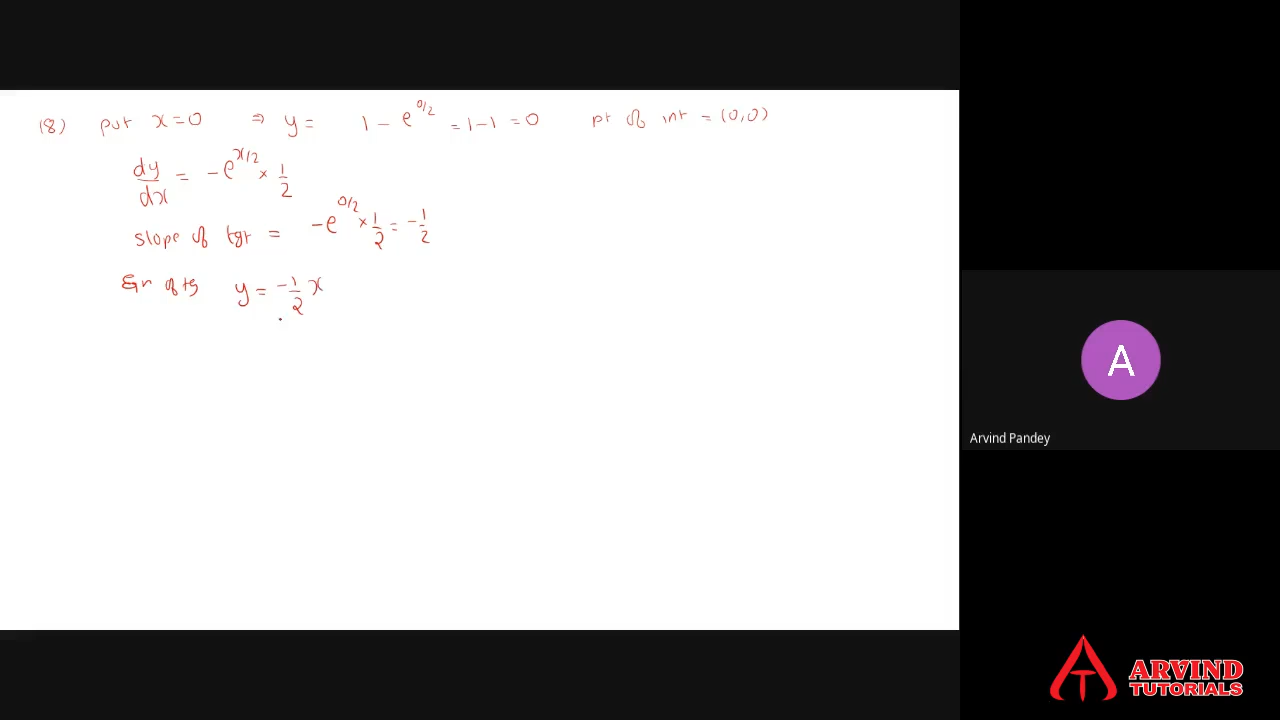 (8) put x=0 ⇒ y= 1-e^0/2 =1-1=0 pt of int = (0,0)
dy/dx = -e^x/2 × 1/2
slope of tgt = -e^0/2 × 1/2 = -1/2
Eqn of tg y = -1/2 x
A
Arvind Pandey
ARVIND
TUTORIALS